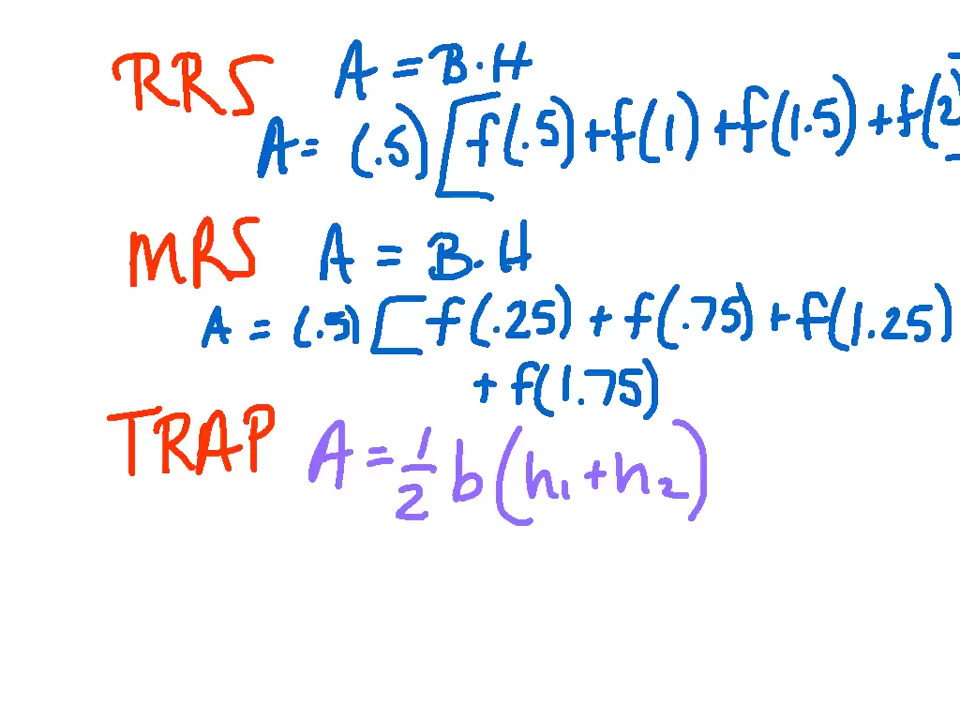 RRS A = B·H
A = (.5) [f(.5) + f(1) + f(1.5) + f(2
MRS A = B·H
A = (.5) [f(.25) + f(.75) + f(1.25)
+ f(1.75)
TRAP A = 1/2 b (h₁ + h₂)